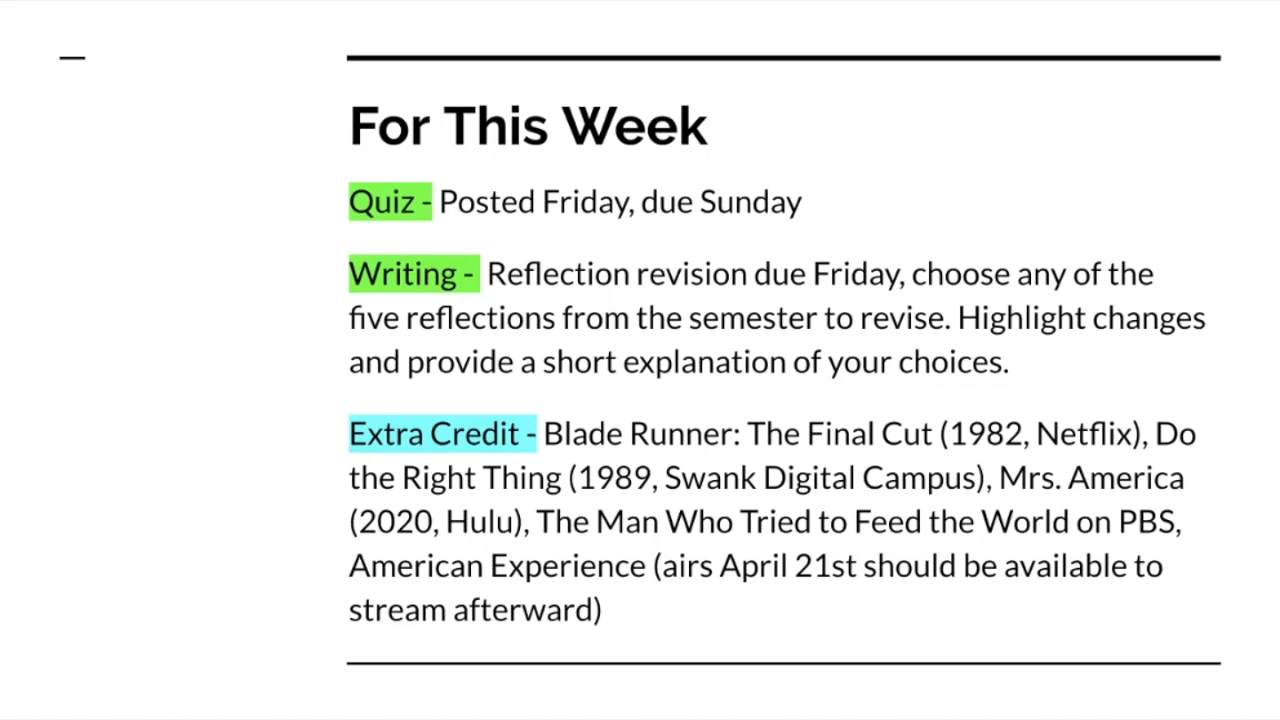 For This Week
Quiz - Posted Friday, due Sunday
Writing - Reflection revision due Friday, choose any of the
five reflections from the semester to revise. Highlight changes
and provide a short explanation of your choices.
Extra Credit - Blade Runner: The Final Cut (1982, Netflix), Do
the Right Thing (1989, Swank Digital Campus), Mrs. America
(2020, Hulu), The Man Who Tried to Feed the World on PBS,
American Experience (airs April 21st should be available to
stream afterward)